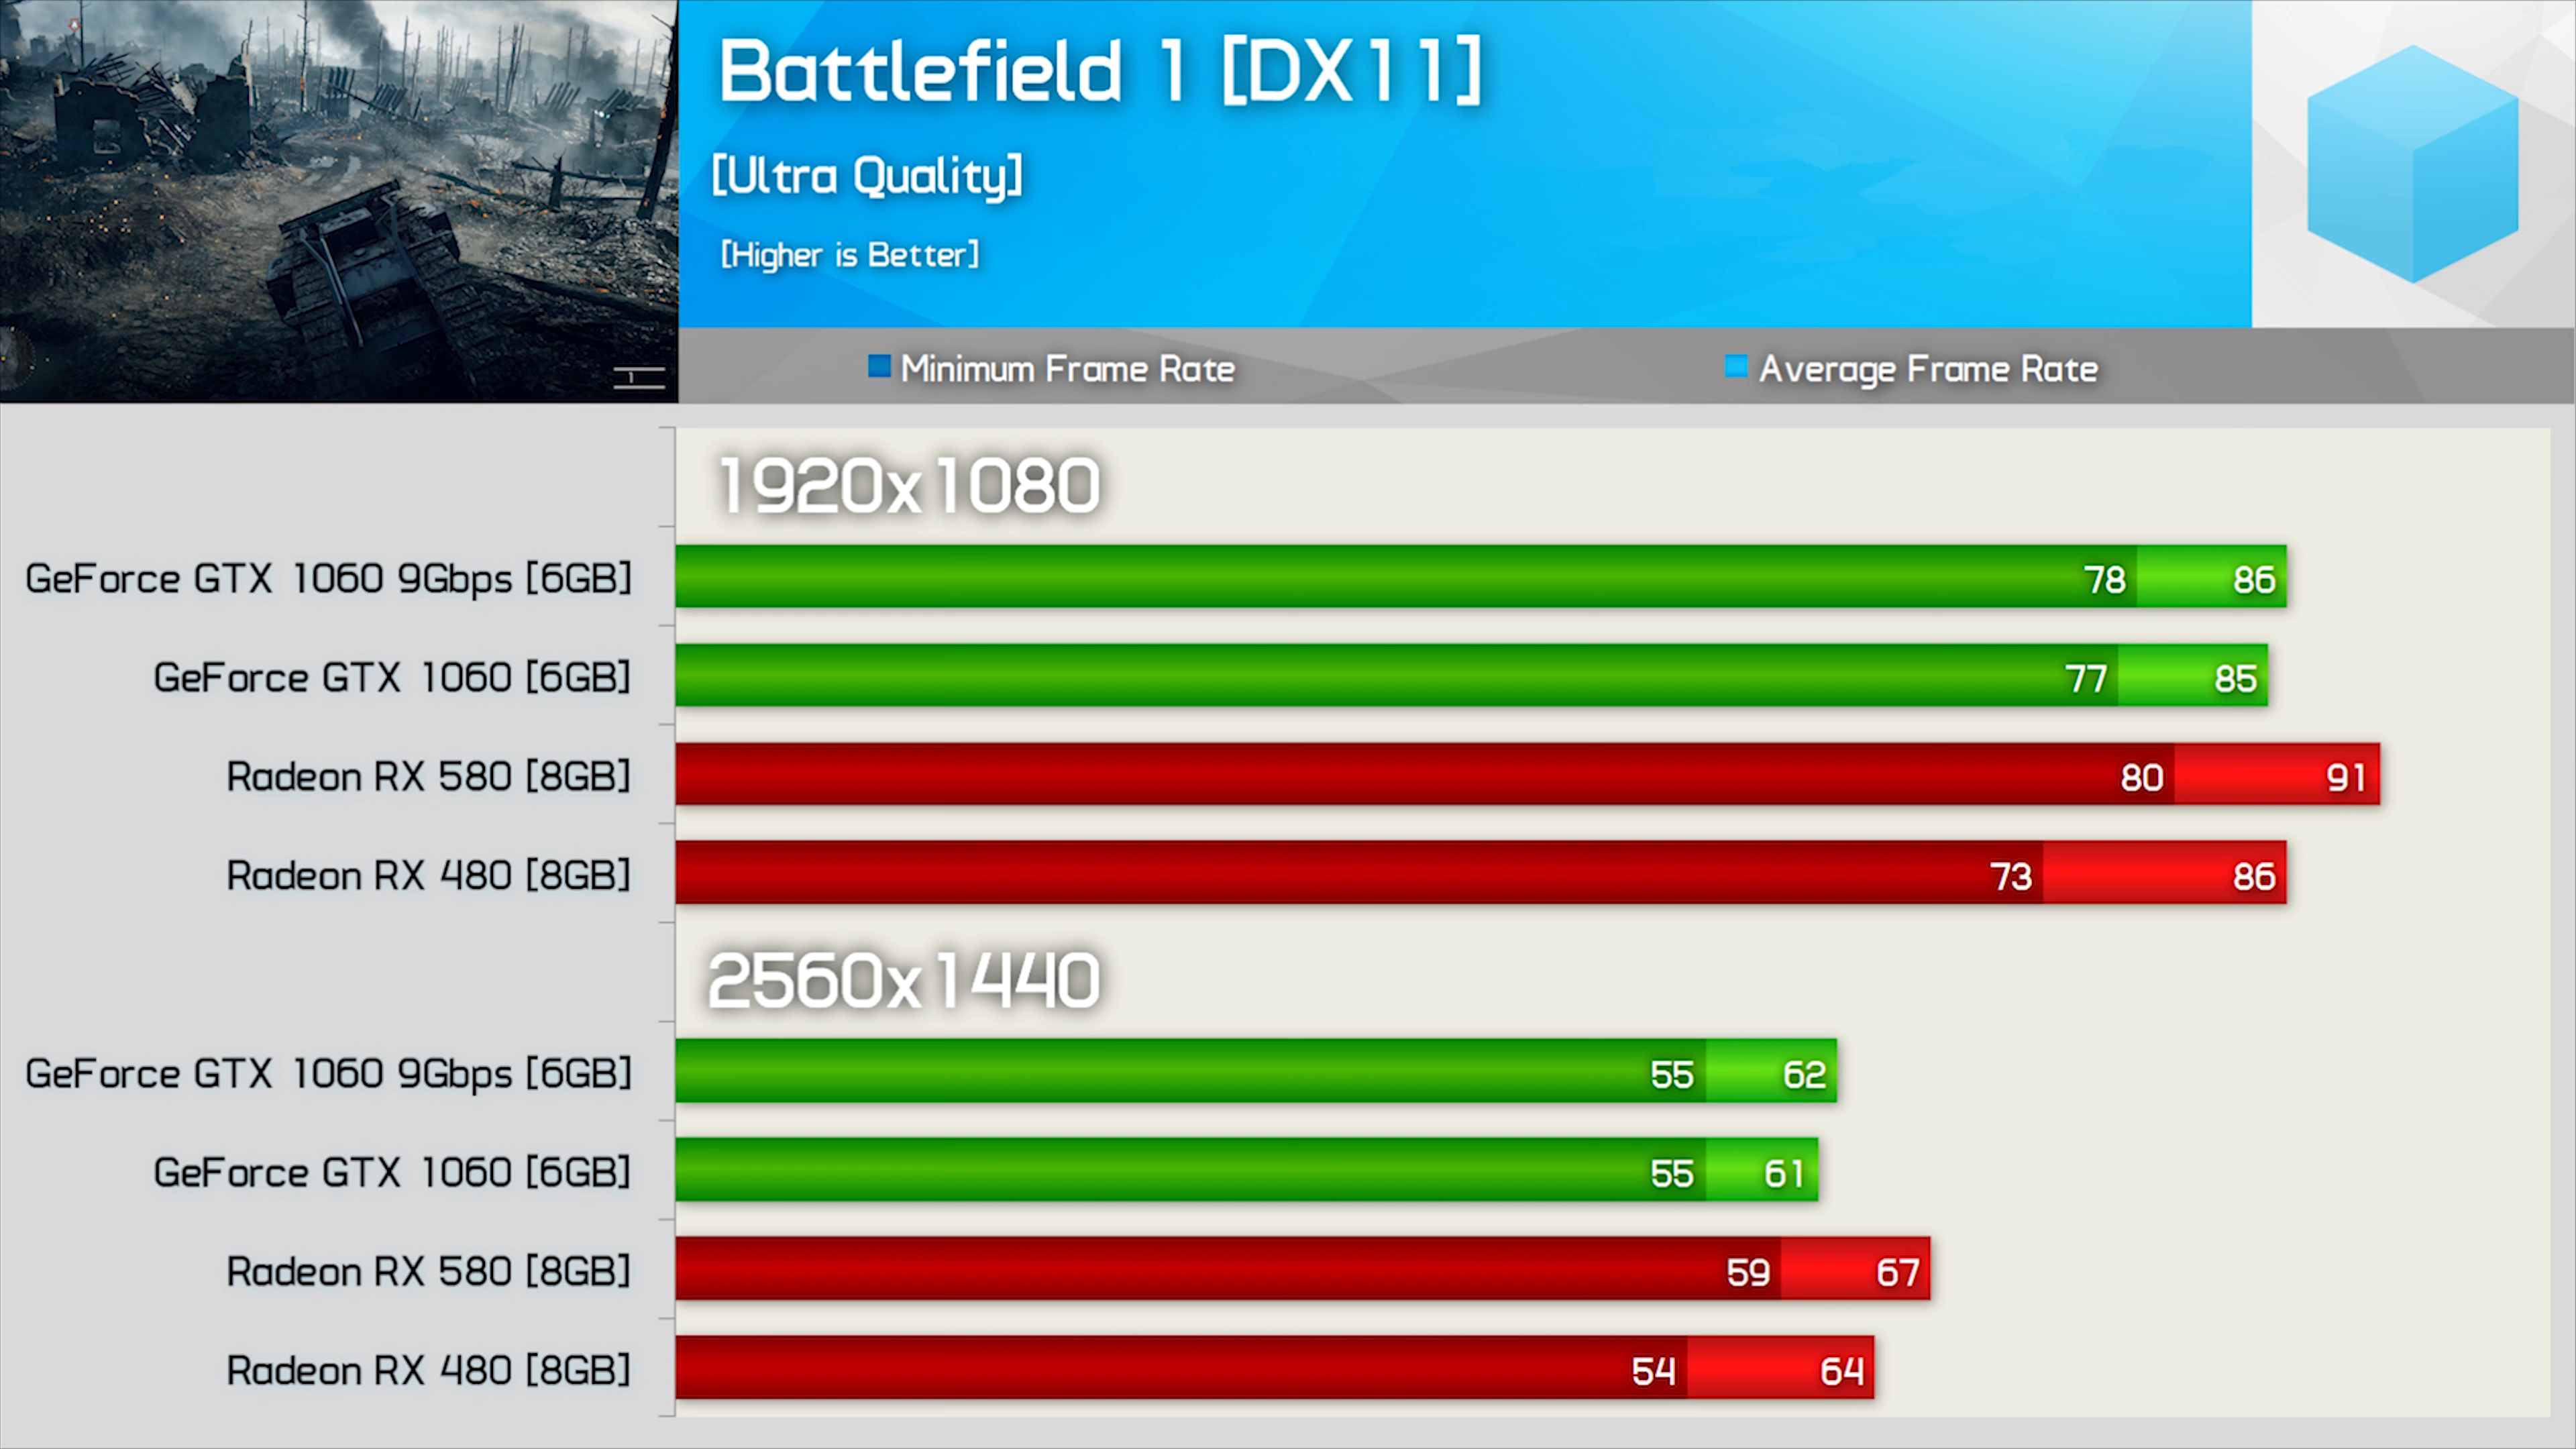 Battlefield 1 [DX11]
[Ultra Quality]
[Higher is Better]
Minimum Frame Rate
Average Frame Rate
1920x1080
GeForce GTX 1060 9Gbps [6GB] 78 86
GeForce GTX 1060 [6GB] 77 85
Radeon RX 580 [8GB] 80 91
Radeon RX 480 [8GB] 73 86
2560x1440
GeForce GTX 1060 9Gbps [6GB] 55 62
GeForce GTX 1060 [6GB] 55 61
Radeon RX 580 [8GB] 59 67
Radeon RX 480 [8GB] 54 64